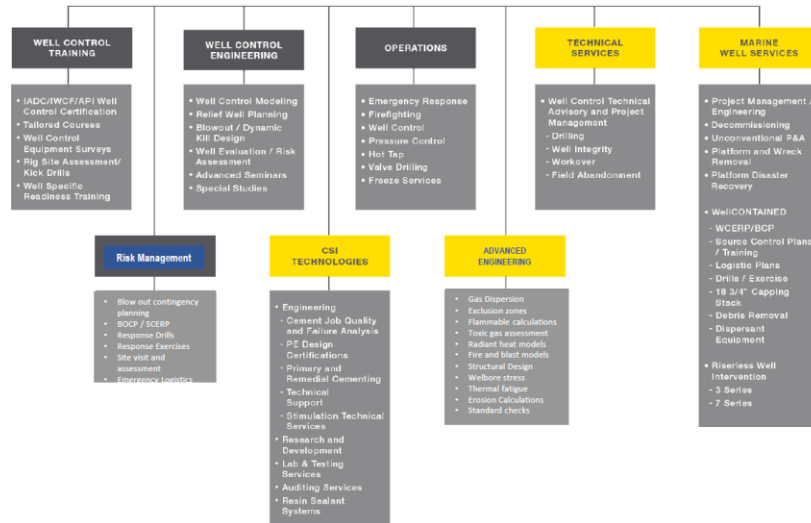 WELL CONTROL
TRAINING
• IADC/IWCF/API Well
Control Certification
• Tailored Courses
• Well Control
Equipment Surveys
• Rig Site Assessment/
Kick Drills
• Well Specific
Readiness Training
WELL CONTROL
ENGINEERING
• Well Control Modeling
• Relief Well Planning
• Blowout / Dynamic
Kill Design
• Well Evaluation / Risk
Assessment
• Advanced Seminars
• Special Studies
OPERATIONS
• Emergency Response
• Firefighting
• Well Control
• Pressure Control
• Hot Tap
• Valve Drilling
• Freeze Services
TECHNICAL
SERVICES
• Well Control Technical
Advisory and Project
Management
- Drilling
- Well Integrity
- Workover
- Field Abandonment
MARINE
WELL SERVICES
• Project Management /
Engineering
• Decommissioning
• Unconventional P&A
• Platform and Wreck
Removal
• Platform Disaster
Recovery
• WellCONTAINED
- WCERP/BCP
- Source Control Plans
/ Training
- Logistic Plans
- Drills / Exercise
- 18 3/4" Capping
Stack
- Debris Removal
- Dispersant
Equipment
• Riserless Well
Intervention
- 3 Series
- 7 Series
Risk Management
• Blow out contingency
planning
• BOCP / SCERP
• Response Drills
• Response Exercises
• Site visit and
assessment
• Emergency Logistics
CSI
TECHNOLOGIES
• Engineering
- Cement Job Quality
and Failure Analysis
- PE Design
Certifications
- Primary and
Remedial Cementing
- Technical
Support
- Stimulation Technical
Services
• Research and
Development
• Lab & Testing
Services
• Auditing Services
• Resin Sealant
Systems
ADVANCED
ENGINEERING
• Gas Dispersion
• Exclusion zones
• Flammable calculations
• Toxic gas assessment
• Radiant heat models
• Fire and blast models
• Structural Design
• Welbore stress
• Thermal fatigue
• Erosion Calculations
• Standard checks